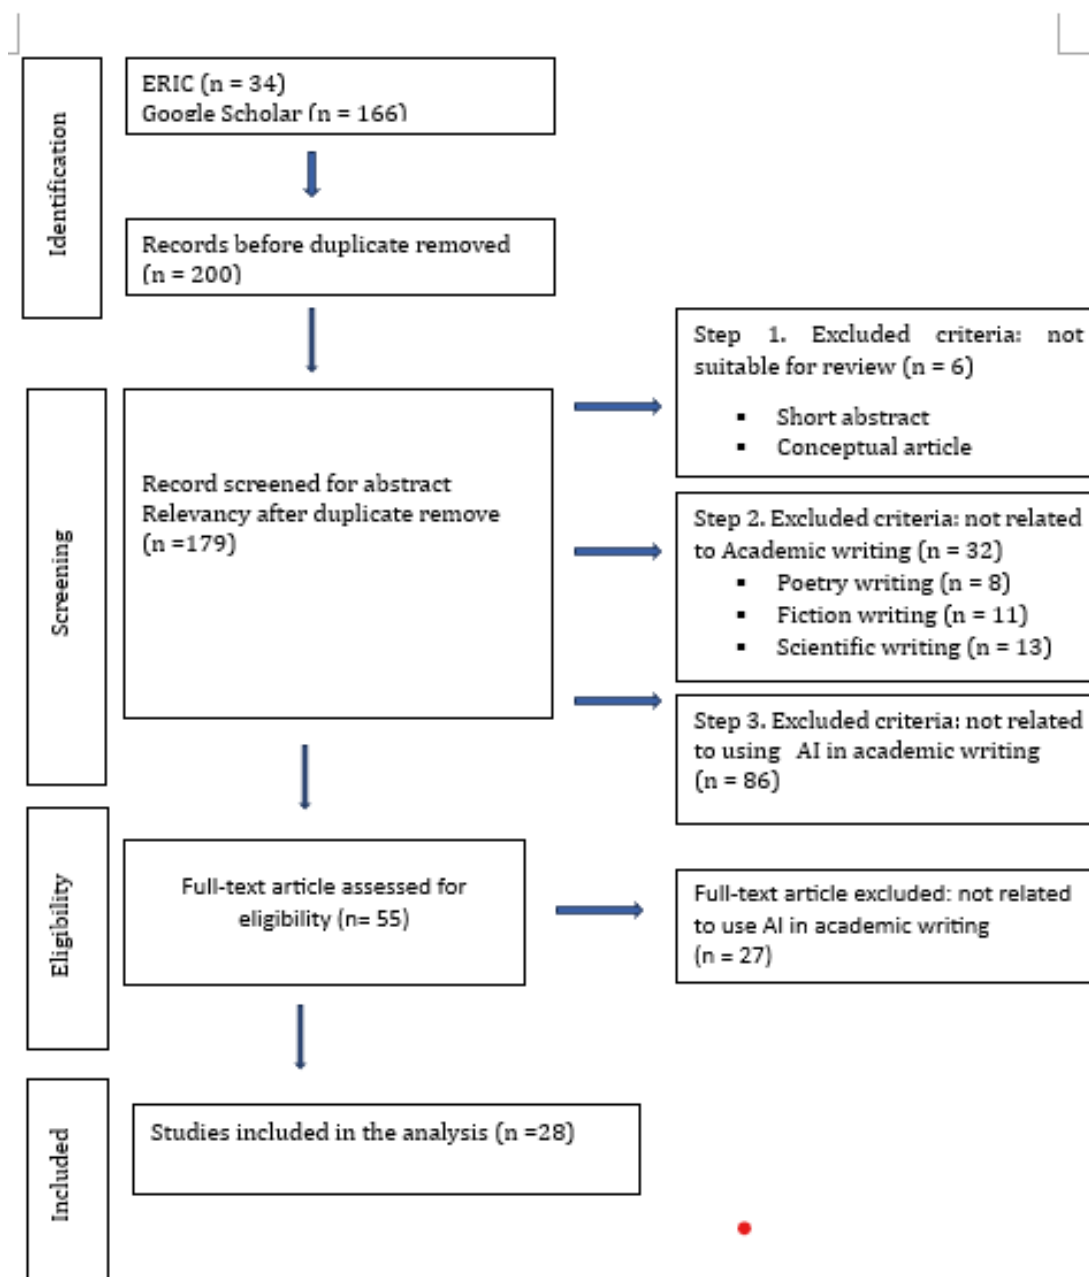 Identification
ERIC (n = 34)
Google Scholar (n = 166)
Records before duplicate removed
(n = 200)
Screening
Record screened for abstract
Relevancy after duplicate remove
(n =179)
Step 1. Excluded criteria: not
suitable for review (n = 6)
▪ Short abstract
▪ Conceptual article
Step 2. Excluded criteria: not related
to Academic writing (n = 32)
▪ Poetry writing (n = 8)
▪ Fiction writing (n = 11)
▪ Scientific writing (n = 13)
Step 3. Excluded criteria: not related
to using AI in academic writing
(n = 86)
Eligibility
Full-text article assessed for
eligibility (n= 55)
Full-text article excluded: not related
to use AI in academic writing
(n = 27)
Included
Studies included in the analysis (n =28)